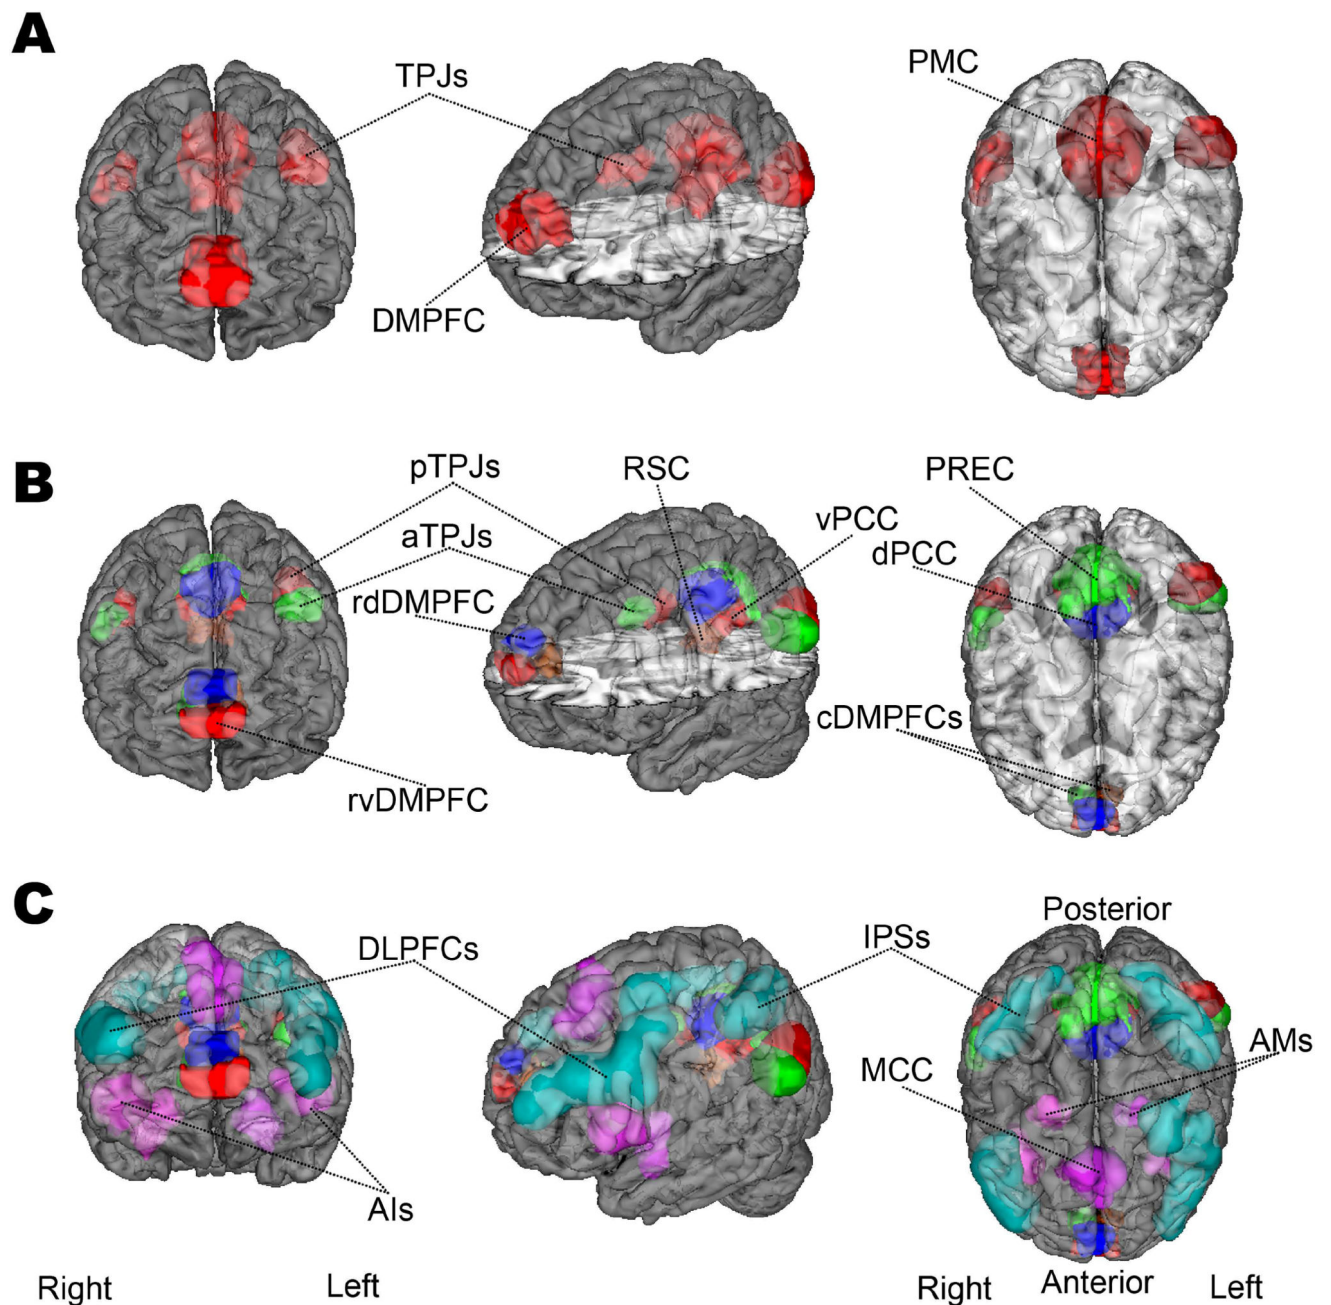 A
TPJs
PMC
DMPFC
B
pTPJs
RSC
PREC
aTPJs
vPCC
dPCC
rdDMPFC
cDMPFCs
rvDMPFC
C
Posterior
DLPFCs
IPSs
AMs
MCC
AIs
Right
Left
Right
Anterior
Left